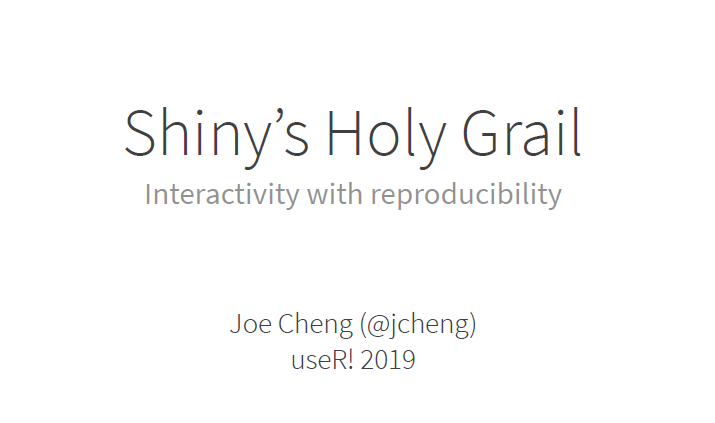 Shiny’s Holy Grail
Interactivity with reproducibility
Joe Cheng (@jcheng)
useR! 2019